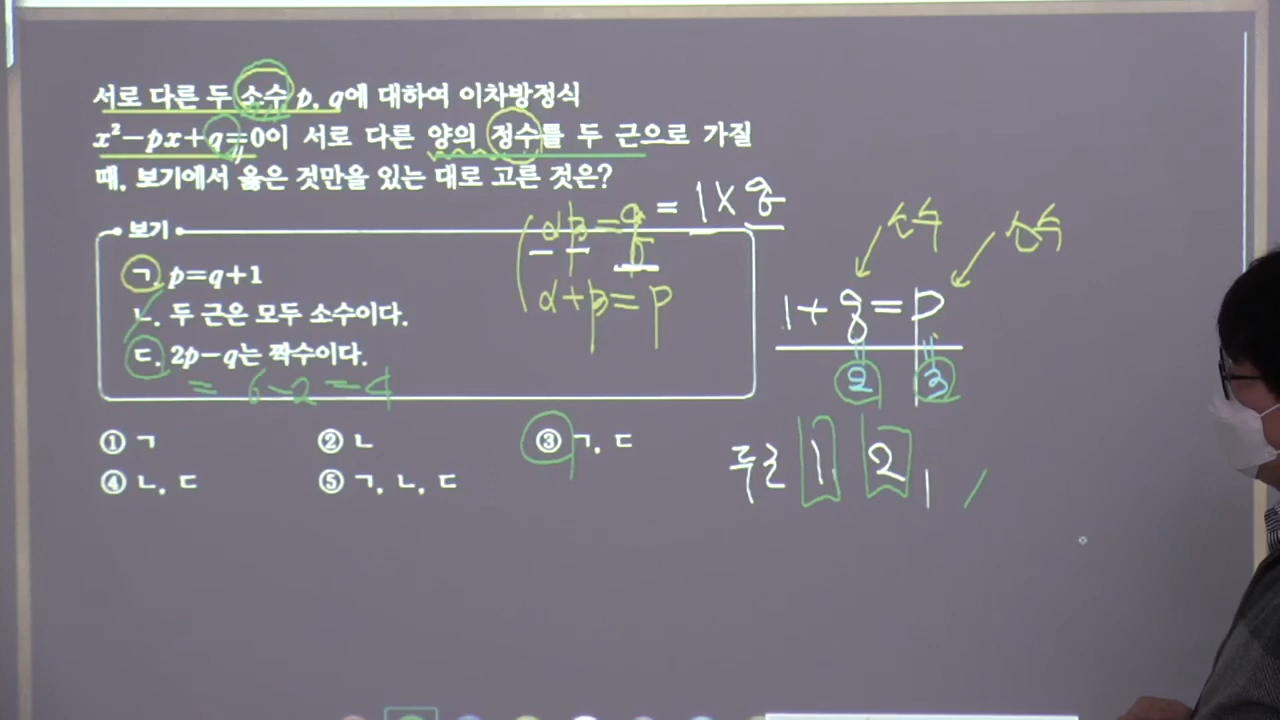 서로 다른 두 소수 p, q에 대하여 이차방정식
x²-px+q=0이 서로 다른 양의 정수를 두 근으로 가질
때, 보기에서 옳은 것만을 있는 대로 고른 것은?
보기
ㄱ. p=q+1
ㄴ. 두 근은 모두 소수이다.
ㄷ. 2p-q는 짝수이다.
= 6-2=4
① ㄱ ② ㄴ ③ ㄱ, ㄷ
④ ㄴ, ㄷ ⑤ ㄱ, ㄴ, ㄷ
αβ=q = 1×q
α+β=p
소수 소수
1+q=p
2 3
두근 1, 2